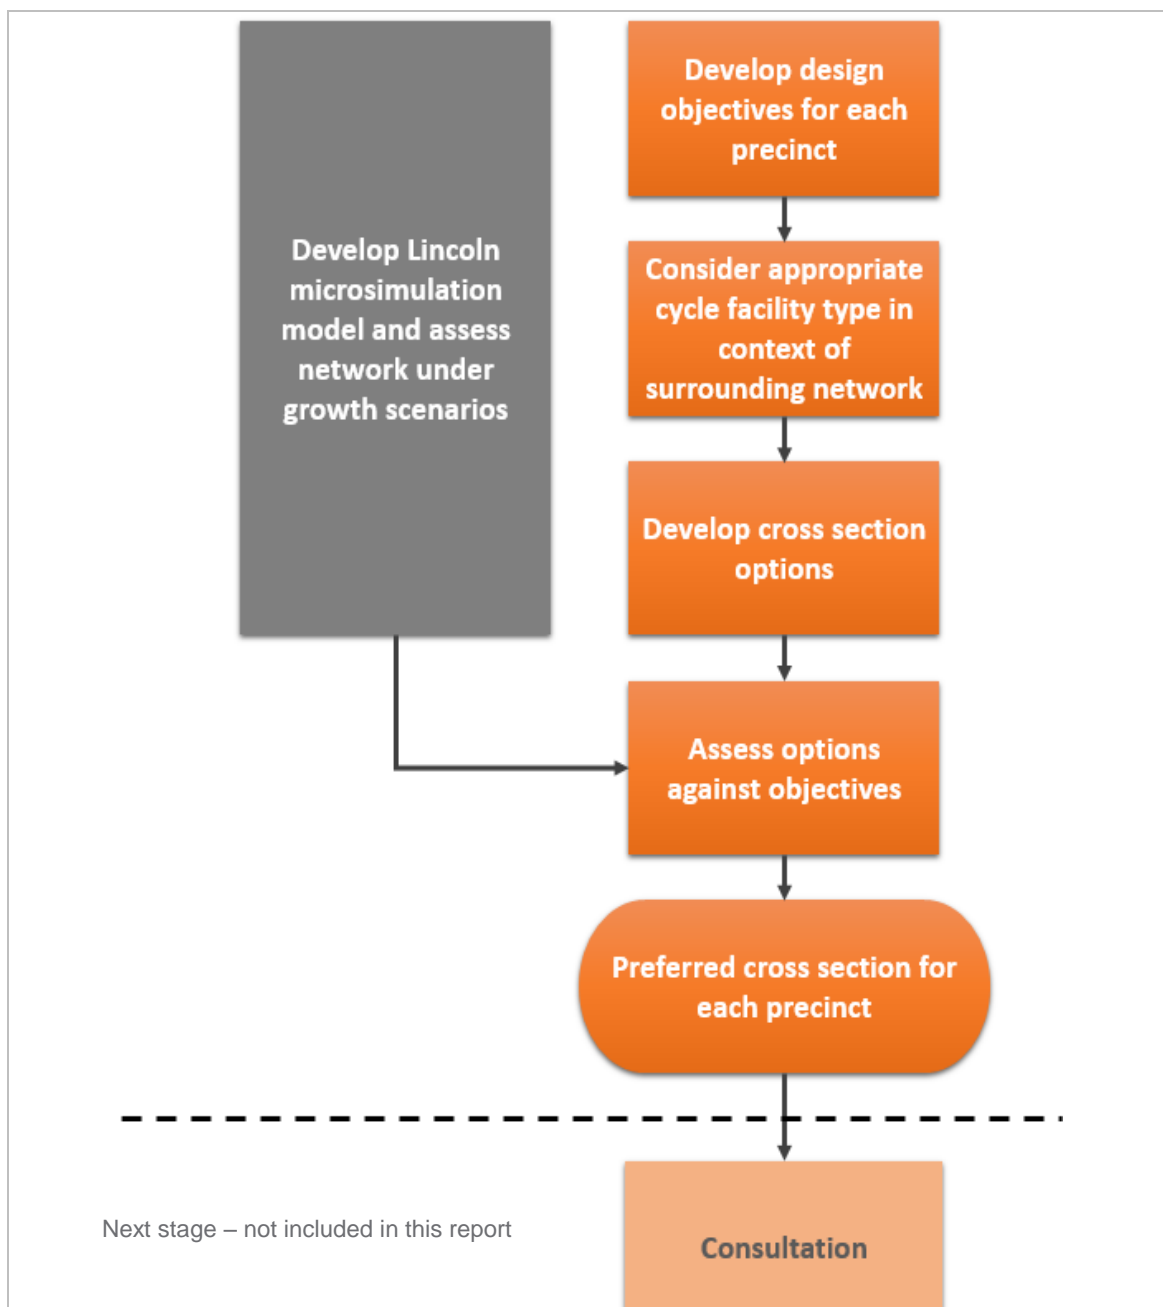 Develop design
objectives for each
precinct
Develop Lincoln
microsimulation
model and assess
network under
growth scenarios
Consider appropriate
cycle facility type in
context of
surrounding network
Develop cross section
options
Assess options
against objectives
Preferred cross section for
each precinct
Next stage – not included in this report
Consultation